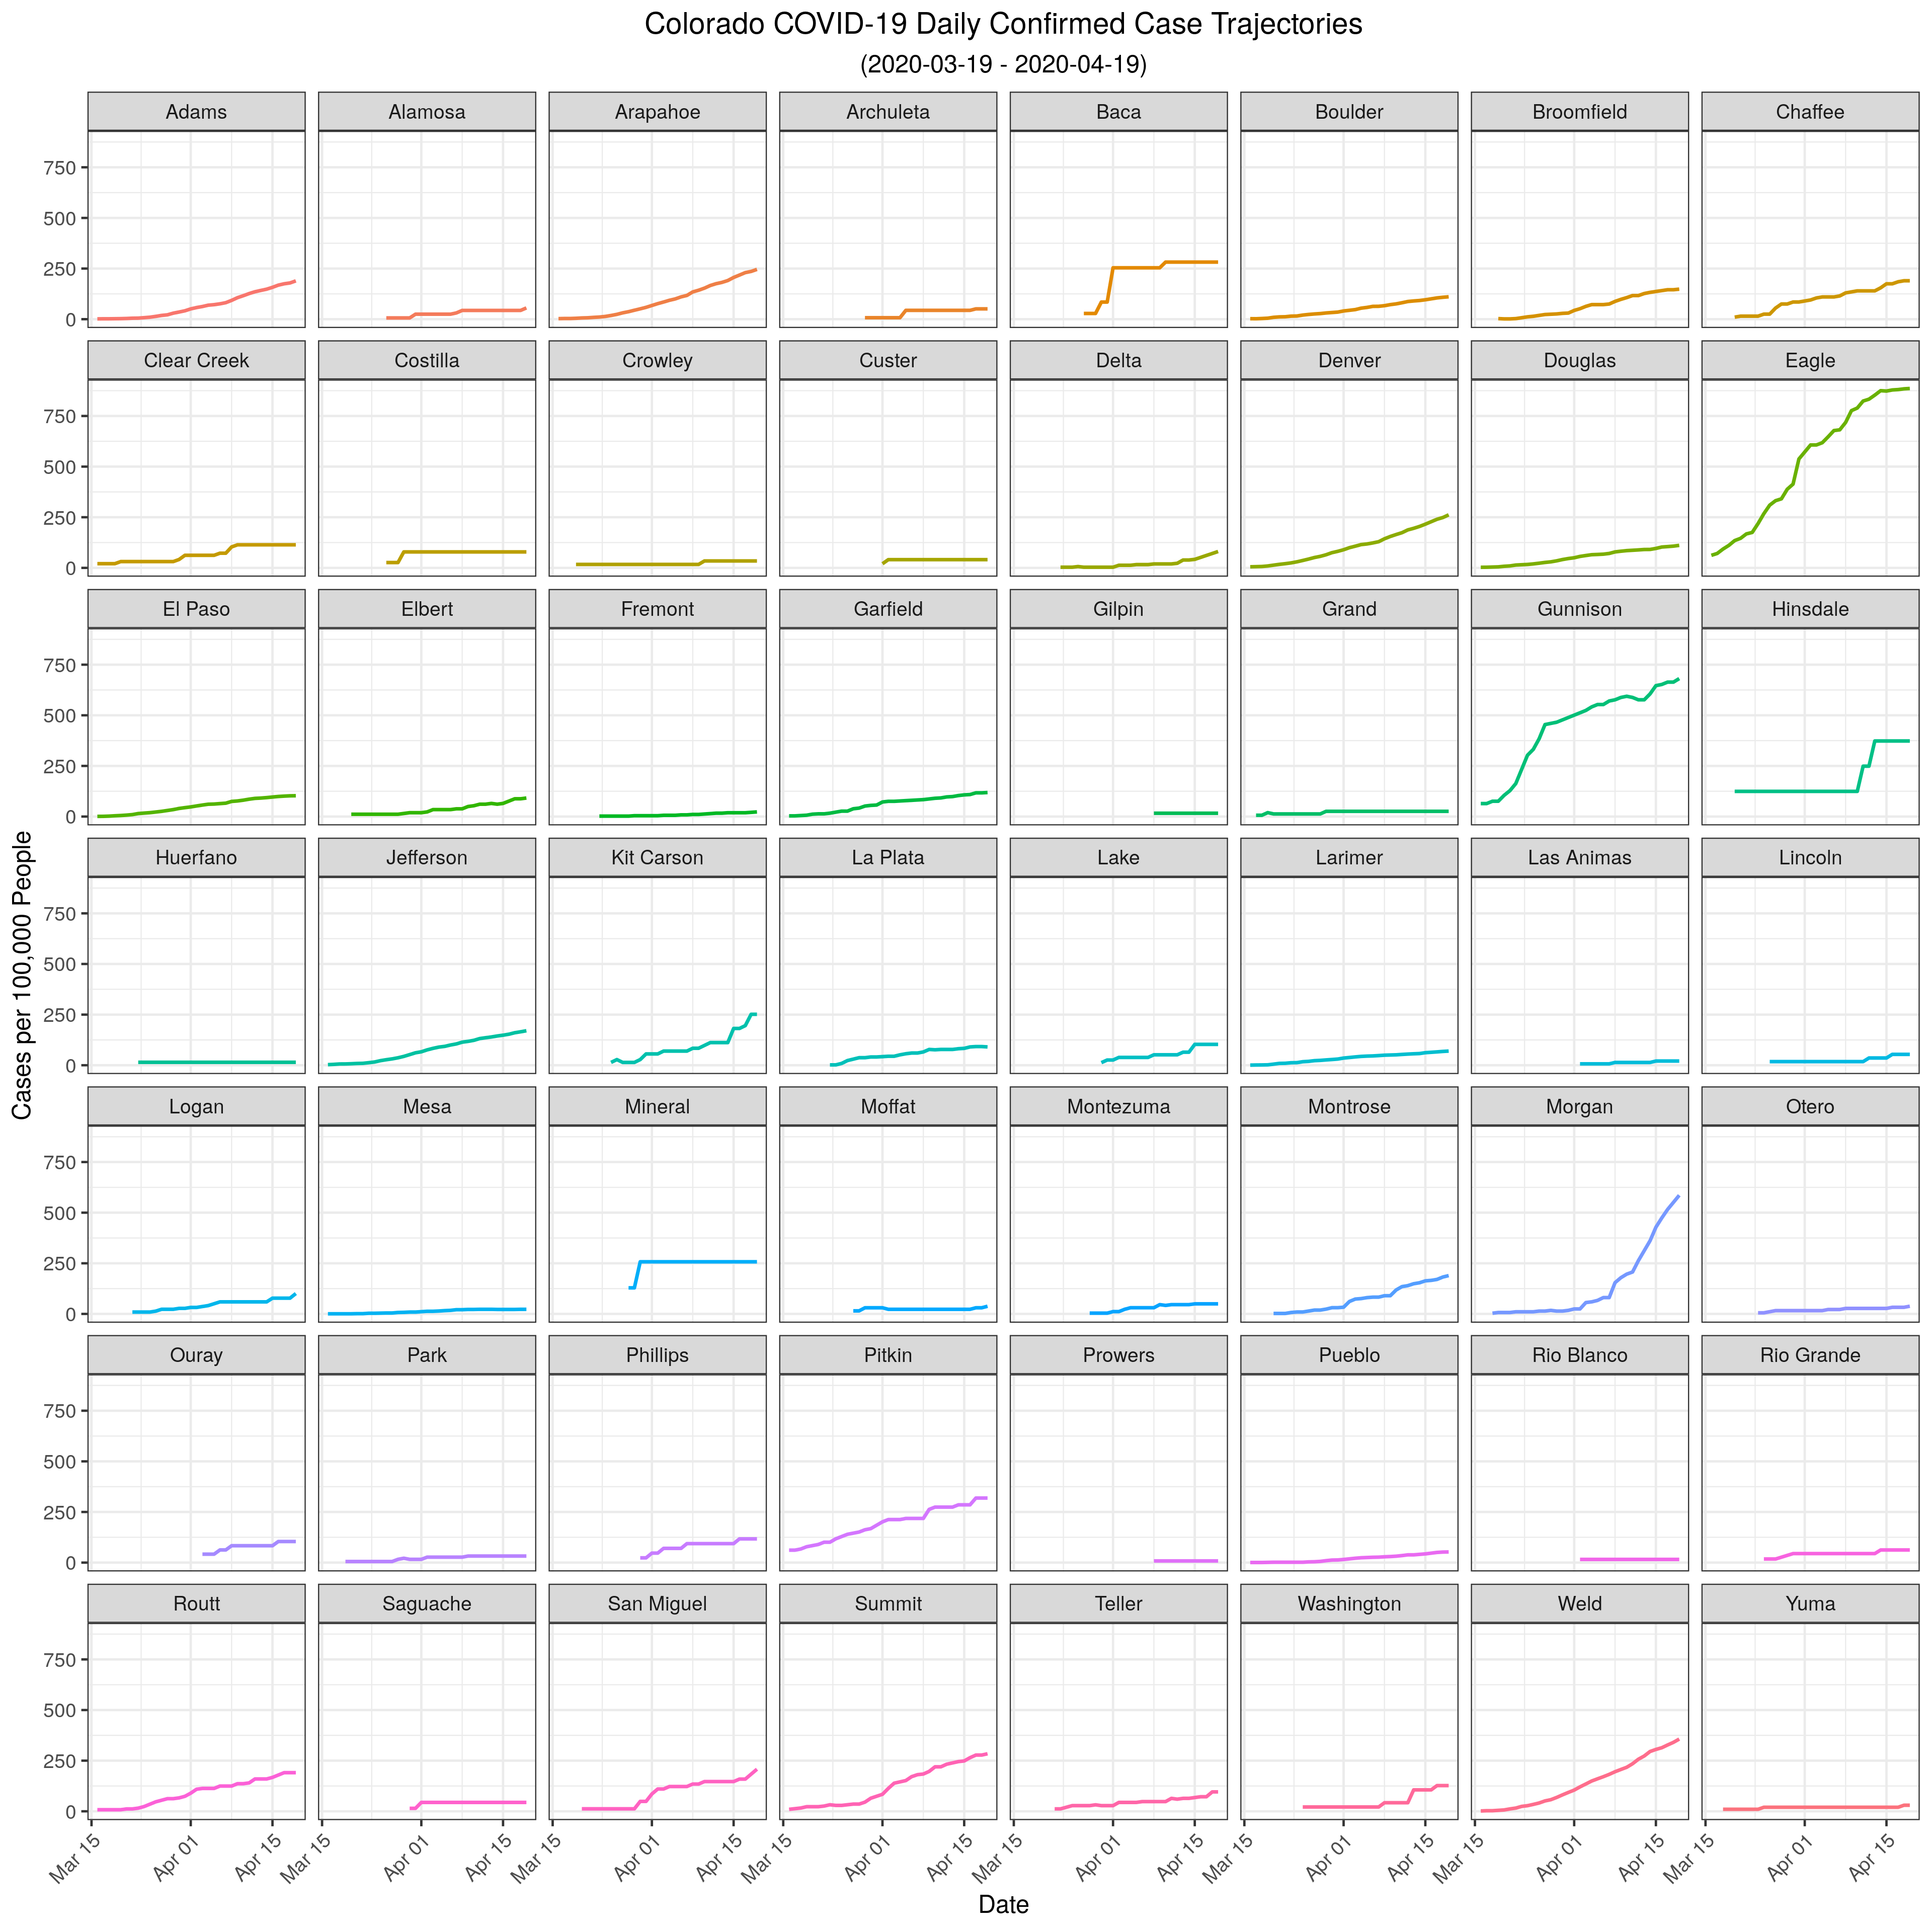 Colorado COVID-19 Daily Confirmed Case Trajectories
(2020-03-19 - 2020-04-19)
Adams Alamosa Arapahoe Archuleta Baca Boulder Broomfield Chaffee
750
500
250
0
Clear Creek Costilla Crowley Custer Delta Denver Douglas Eagle
750
500
250
0
El Paso Elbert Fremont Garfield Gilpin Grand Gunnison Hinsdale
750
500
250
0
Huerfano Jefferson Kit Carson La Plata Lake Larimer Las Animas Lincoln
750
500
250
0
Logan Mesa Mineral Moffat Montezuma Montrose Morgan Otero
750
500
250
0
Ouray Park Phillips Pitkin Prowers Pueblo Rio Blanco Rio Grande
750
500
250
0
Routt Saguache San Miguel Summit Teller Washington Weld Yuma
750
500
250
0
Mar 15 Apr 01 Apr 15 Mar 15 Apr 01 Apr 15 Mar 15 Apr 01 Apr 15 Mar 15 Apr 01 Apr 15 Mar 15 Apr 01 Apr 15 Mar 15 Apr 01 Apr 15 Mar 15 Apr 01 Apr 15 Mar 15 Apr 01 Apr 15
Date
Cases per 100,000 People